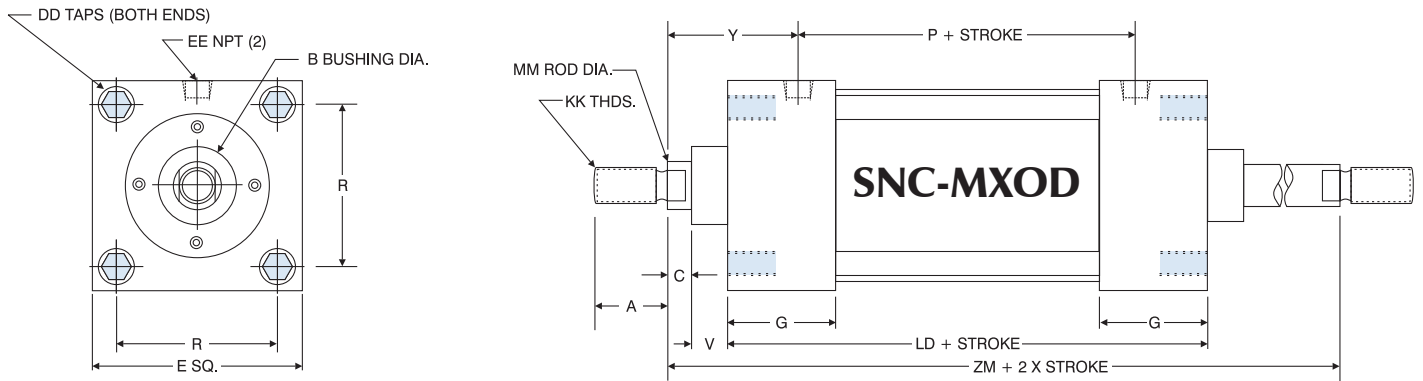 DD TAPS (BOTH ENDS)
EE NPT (2)
B BUSHING DIA.
R
R
E SQ.
Y
P + STROKE
MM ROD DIA.
KK THDS.
SNC-MXOD
C
A
V
G
G
LD + STROKE
ZM + 2 X STROKE